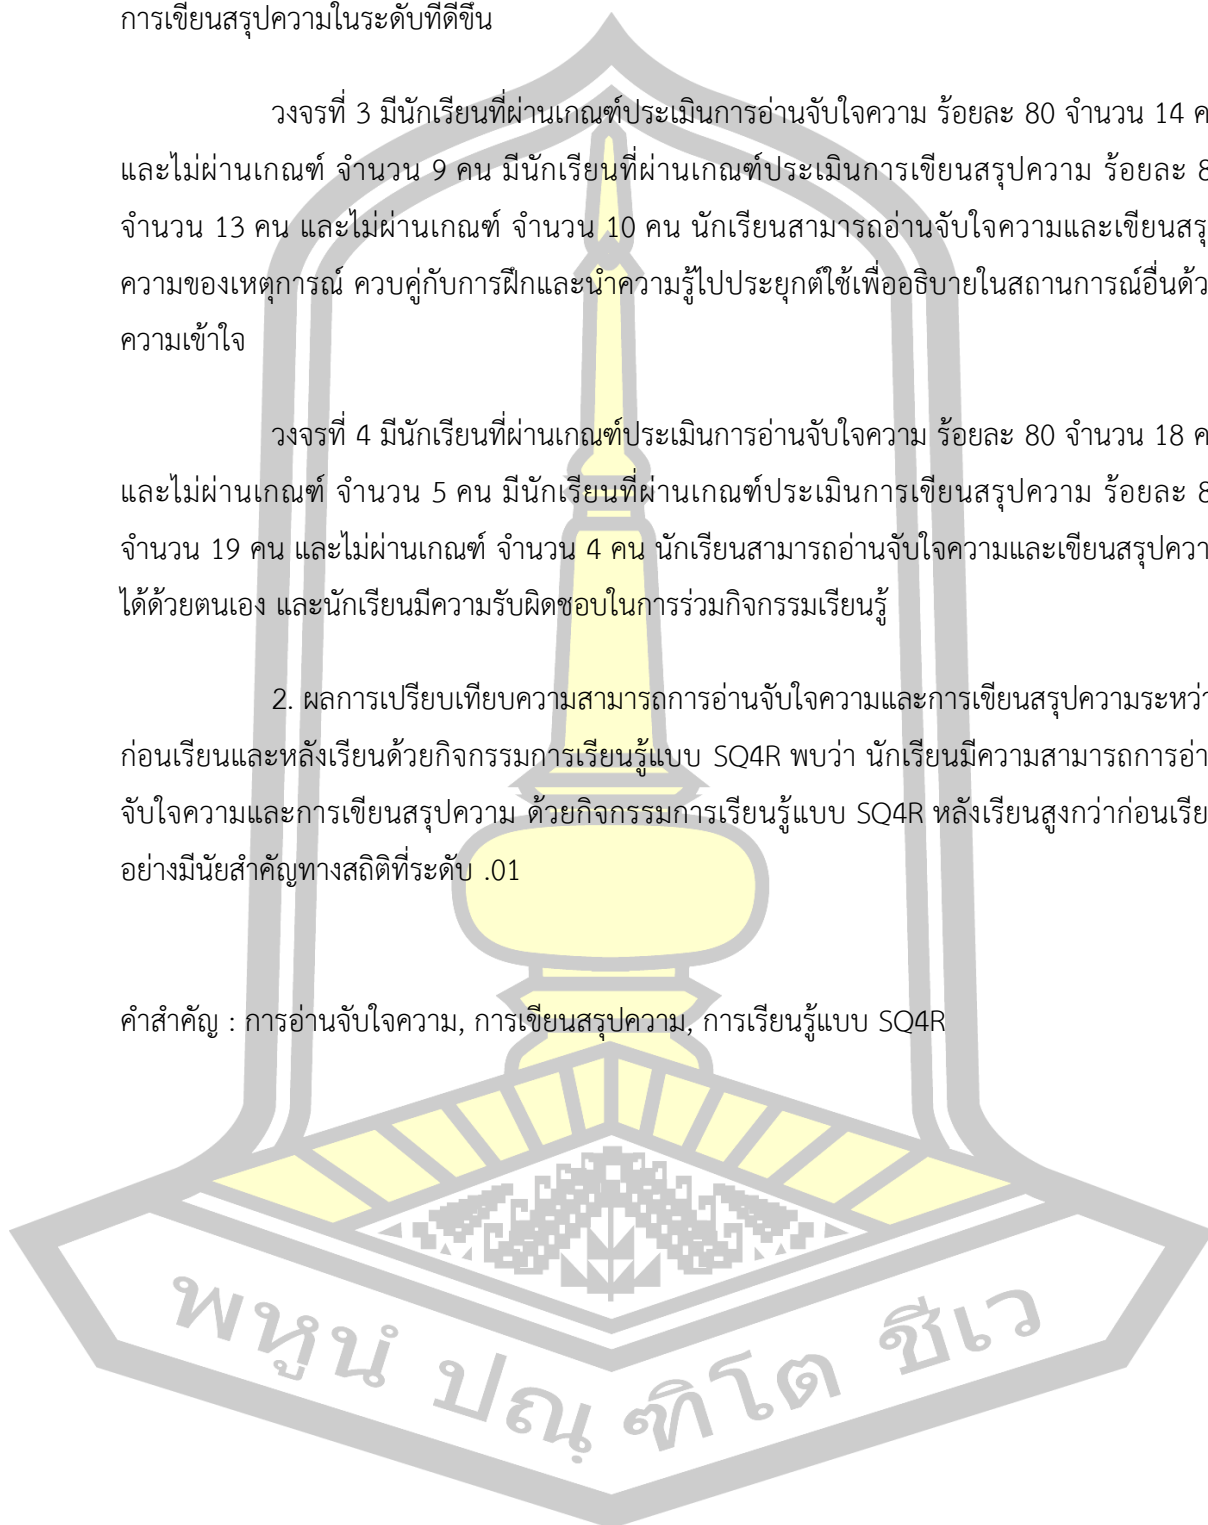 การเขียนสรุปความในระดับที่ดีขึ้น
วงจรที่ 3 มีนักเรียนที่ผ่านเกณฑ์ประเมินการอ่านจับใจความ ร้อยละ 80 จำนวน 14 ค
และไม่ผ่านเกณฑ์ จำนวน 9 คน มีนักเรียนที่ผ่านเกณฑ์ประเมินการเขียนสรุปความ ร้อยละ 8
จำนวน 13 คน และไม่ผ่านเกณฑ์ จำนวน 10 คน นักเรียนสามารถอ่านจับใจความและเขียนสรุ
ความของเหตุการณ์ ควบคู่กับการฝึกและนำความรู้ไปประยุกต์ใช้เพื่ออธิบายในสถานการณ์อื่นด้ว
ความเข้าใจ
วงจรที่ 4 มีนักเรียนที่ผ่านเกณฑ์ประเมินการอ่านจับใจความ ร้อยละ 80 จำนวน 18 ค
และไม่ผ่านเกณฑ์ จำนวน 5 คน มีนักเรียนที่ผ่านเกณฑ์ประเมินการเขียนสรุปความ ร้อยละ 8
จำนวน 19 คน และไม่ผ่านเกณฑ์ จำนวน 4 คน นักเรียนสามารถอ่านจับใจความและเขียนสรุปควา
ได้ด้วยตนเอง และนักเรียนมีความรับผิดชอบในการร่วมกิจกรรมเรียนรู้
2. ผลการเปรียบเทียบความสามารถการอ่านจับใจความและการเขียนสรุปความระหว่า
ก่อนเรียนและหลังเรียนด้วยกิจกรรมการเรียนรู้แบบ SQ4R พบว่า นักเรียนมีความสามารถการอ่า
จับใจความและการเขียนสรุปความ ด้วยกิจกรรมการเรียนรู้แบบ SQ4R หลังเรียนสูงกว่าก่อนเรีย
อย่างมีนัยสำคัญทางสถิติที่ระดับ .01
คำสำคัญ : การอ่านจับใจความ, การเขียนสรุปความ, การเรียนรู้แบบ SQ4R
พหูนํ ปณฺ ฑิโต ชีเว